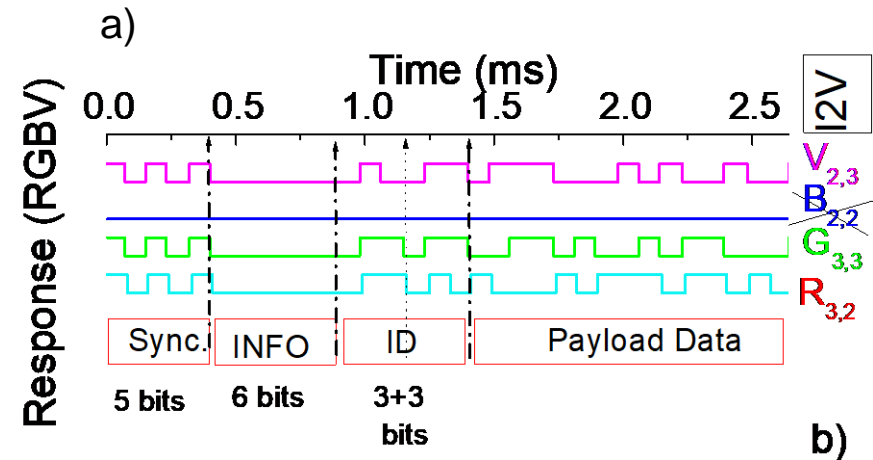 a)
Time (ms)
0.0 0.5 1.0 1.5 2.0 2.5
I2V
Response (RGBV)
V2,3
B2,2
G3,3
R3,2
Sync. INFO ID Payload Data
5 bits 6 bits 3+3
bits
b)